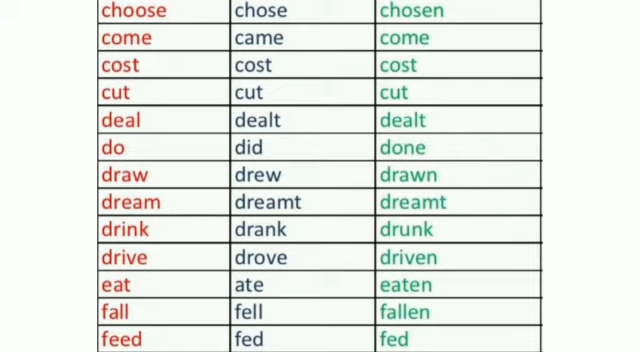 choose chose chosen
come came come
cost cost cost
cut cut cut
deal dealt dealt
do did done
draw drew drawn
dream dreamt dreamt
drink drank drunk
drive drove driven
eat ate eaten
fall fell fallen
feed fed fed